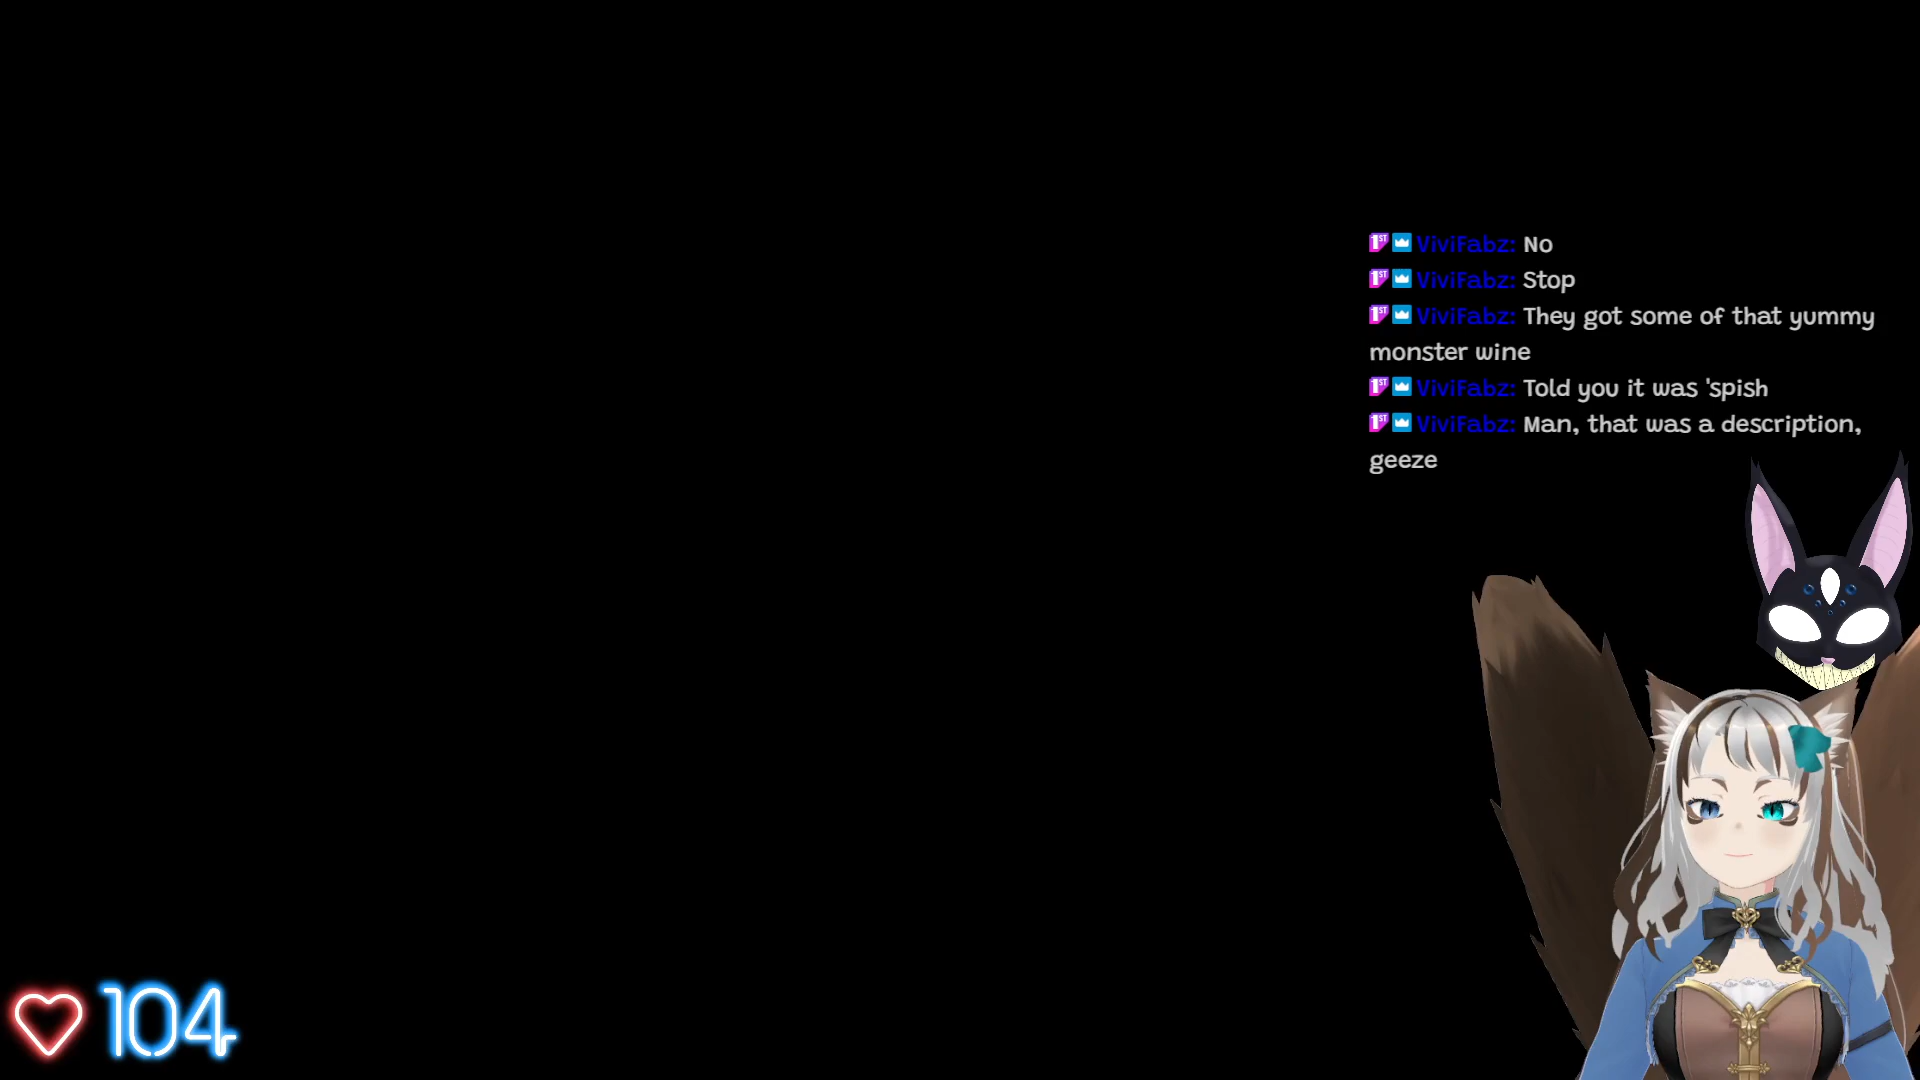 ViviFabz: No
ViviFabz: Stop
ViviFabz: They got some of that yummy
monster wine
ViviFabz: Told you it was 'spish
ViviFabz: Man, that was a description,
geeze
104